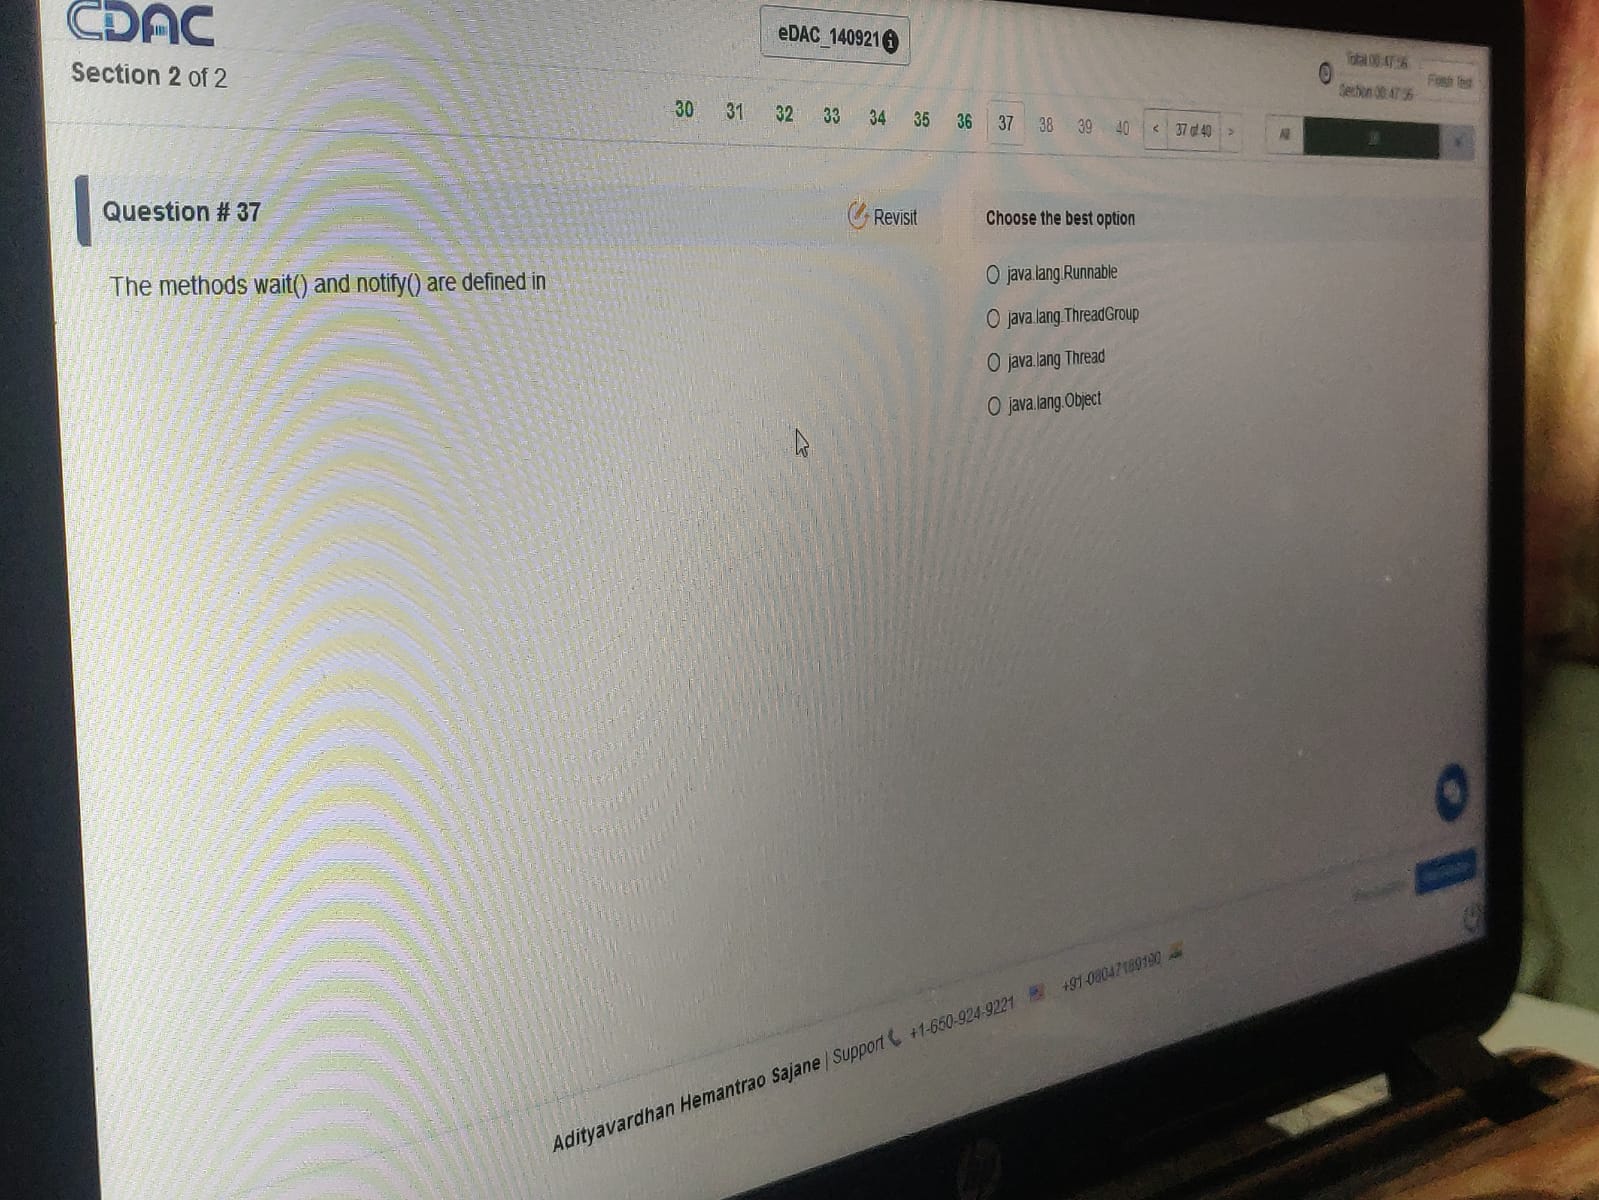 CDAC
eDAC_140921
Total 00:47:56
Section 00:47:56
Finish Test
Section 2 of 2
30 31 32 33 34 35 36 37 38 39 40 < 37 of 40 > All
Question # 37
Revisit
Choose the best option
The methods wait() and notify() are defined in
java.lang.Runnable
java.lang.ThreadGroup
java.lang Thread
java.lang.Object
Adityavardhan Hemantrao Sajane | Support +1-650-924-9221 +91-08047189190
hp